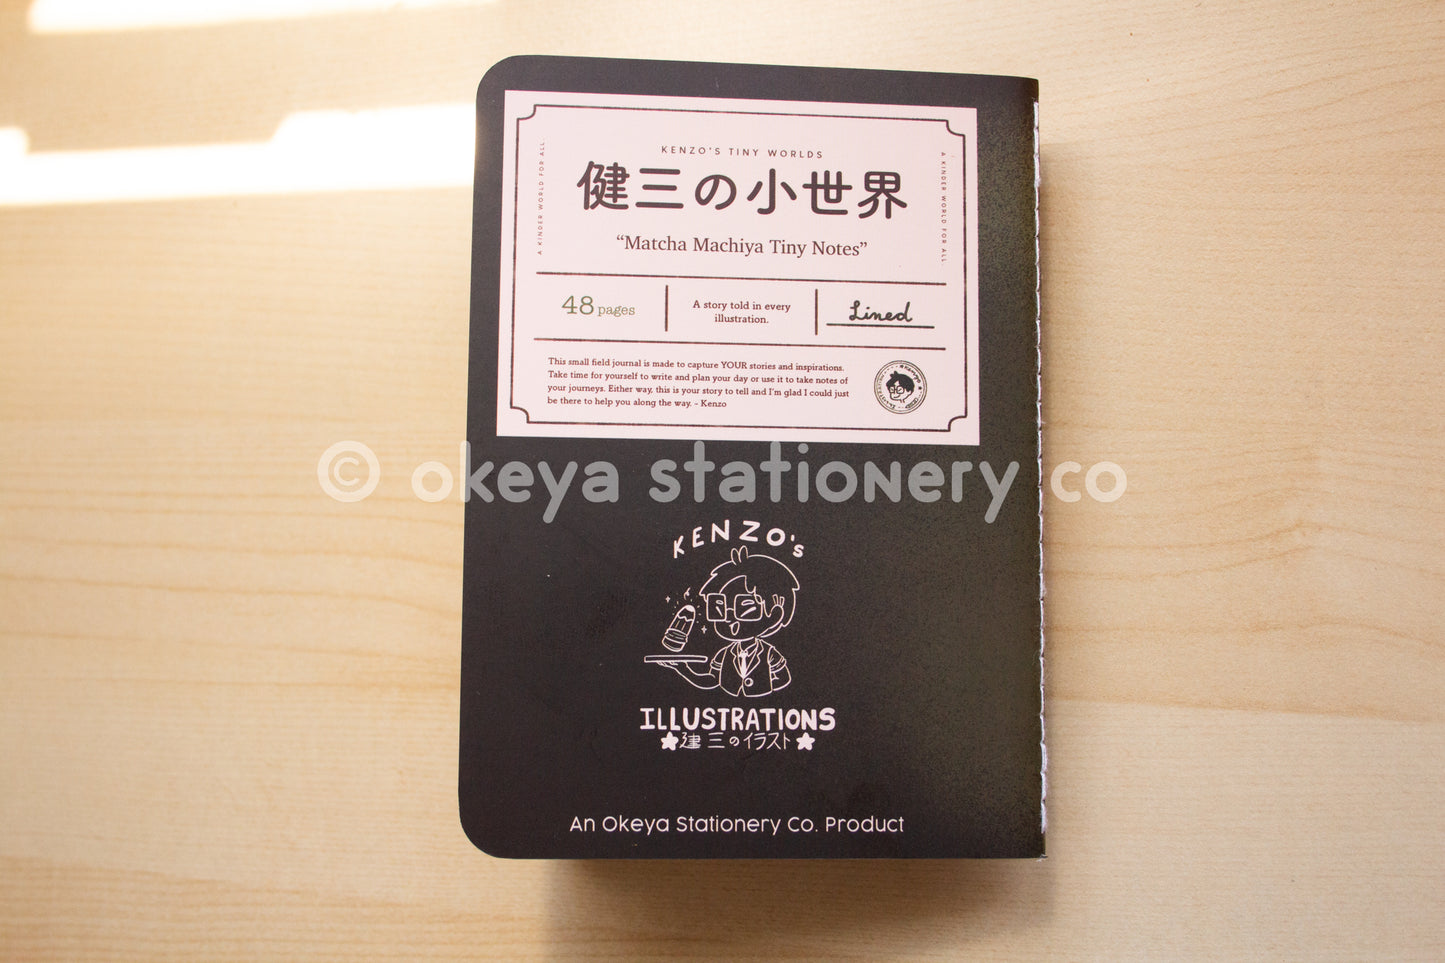 KENZO'S TINY WORLDS
健三の小世界
"Matcha Machiya Tiny Notes"
A KINDER WORLD FOR ALL
A KINDER WORLD FOR ALL.
48 pages
A story told in every
illustration.
Lined
This small field journal is made to capture YOUR stories and inspirations.
Take time for yourself to write and plan your day or use it to take notes of
your journeys. Either way, this is your story to tell and I'm glad I could just
be there to help you along the way. - Kenzo
© okeya stationery co
KENZO's
ILLUSTRATIONS
★建三のイラスト★
An Okeya Stationery Co. Product